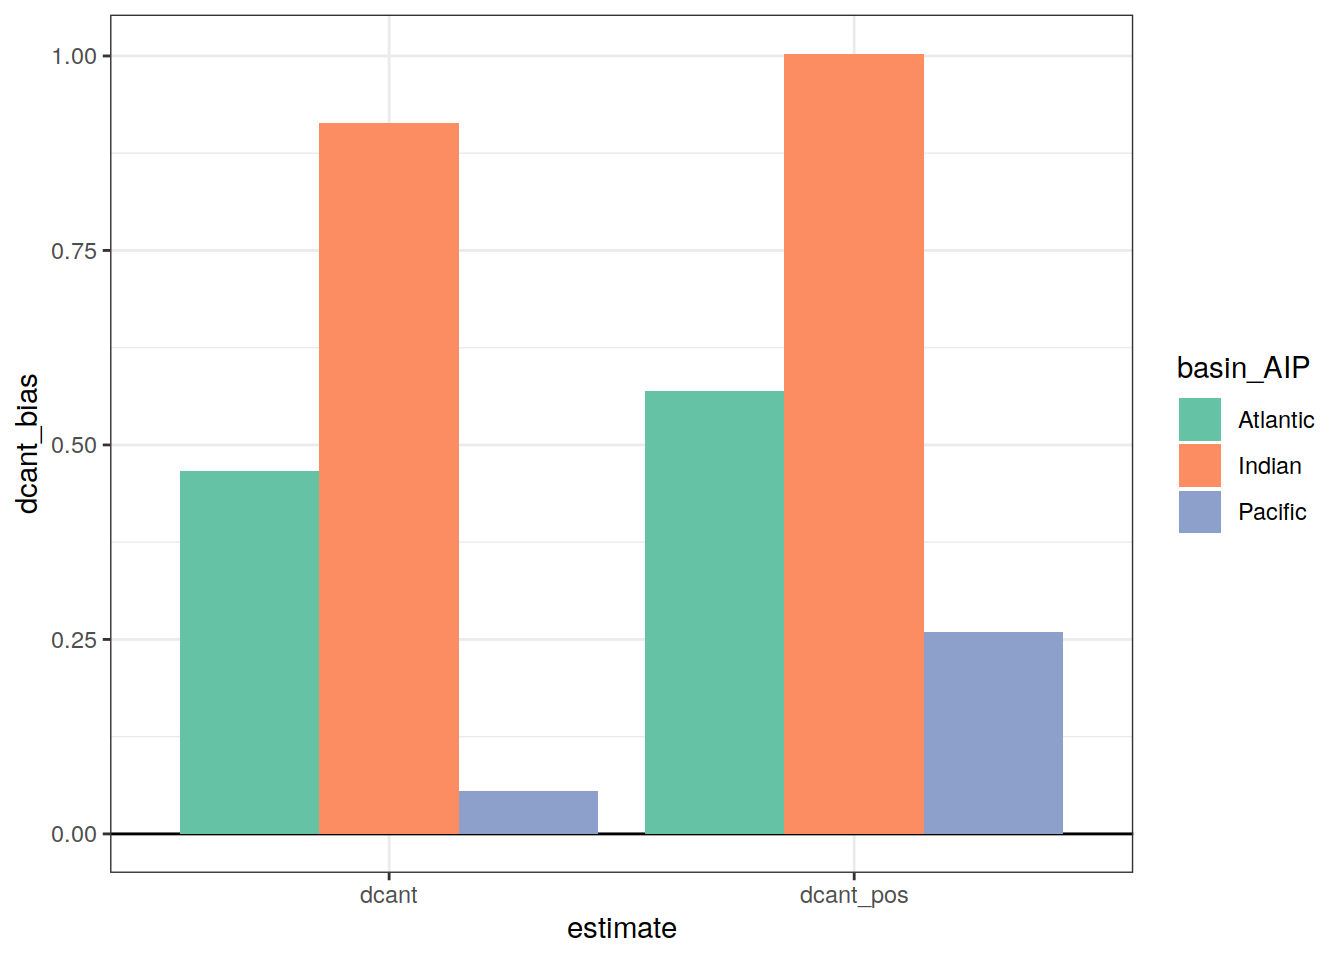 1.00
0.75
0.50
0.25
0.00
dcant_bias
dcant
dcant_pos
estimate
basin_AIP
Atlantic
Indian
Pacific